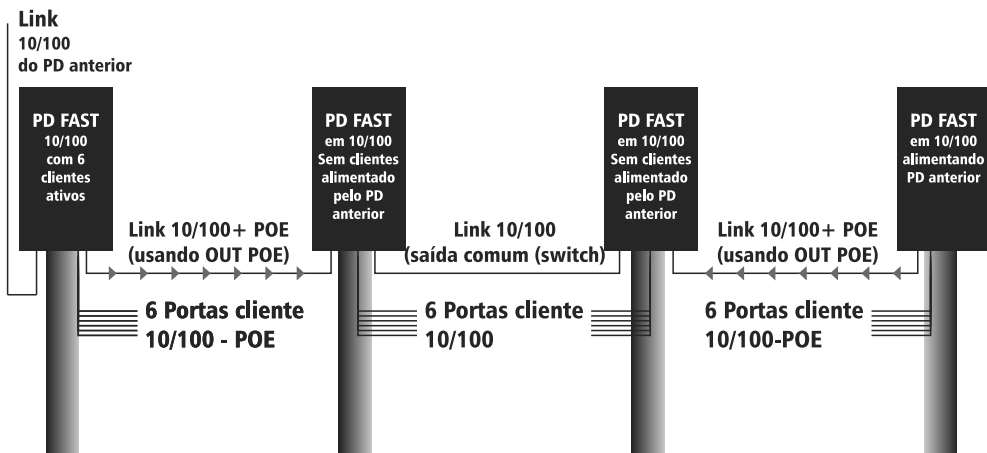 Link
10/100
do PD anterior
PD FAST
10/100
com 6
clientes
ativos
PD FAST
em 10/100
Sem clientes
alimentado
pelo PD
anterior
PD FAST
em 10/100
Sem clientes
alimentado
pelo PD
anterior
PD FAST
em 10/100
alimentando
PD anterior
Link 10/100+ POE
(usando OUT POE)
Link 10/100
(saída comum (switch)
Link 10/100+ POE
(usando OUT POE)
6 Portas cliente
10/100 - POE
6 Portas cliente
10/100
6 Portas cliente
10/100-POE